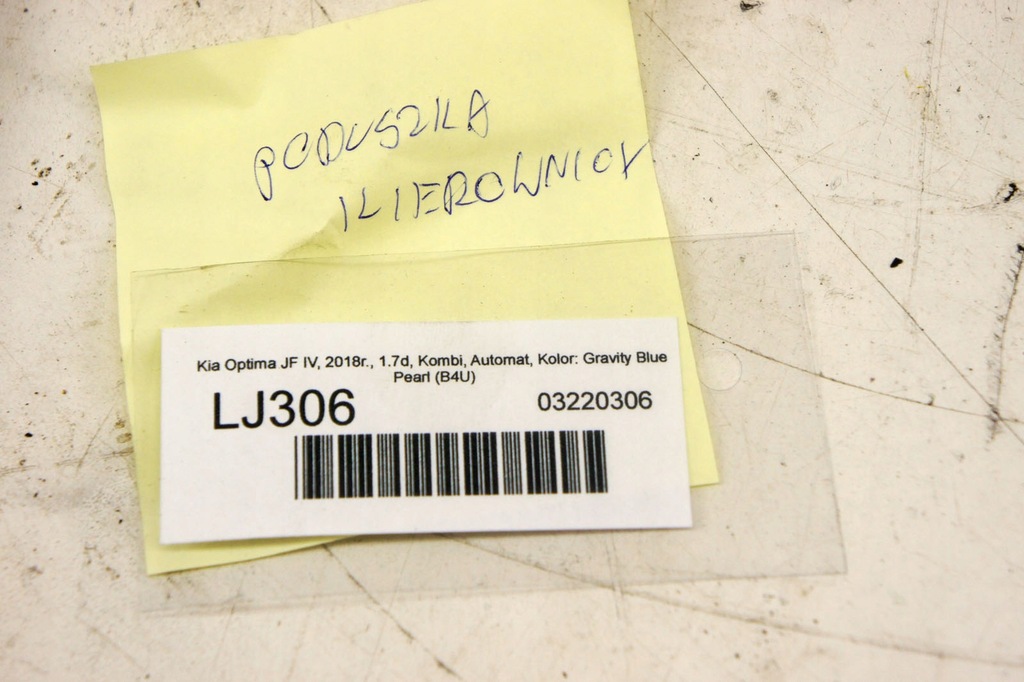 PODUSZKA
KIEROWNICY
Kia Optima JF IV, 2018r., 1.7d, Kombi, Automat, Kolor: Gravity Blue
Pearl (B4U)
LJ306 03220306